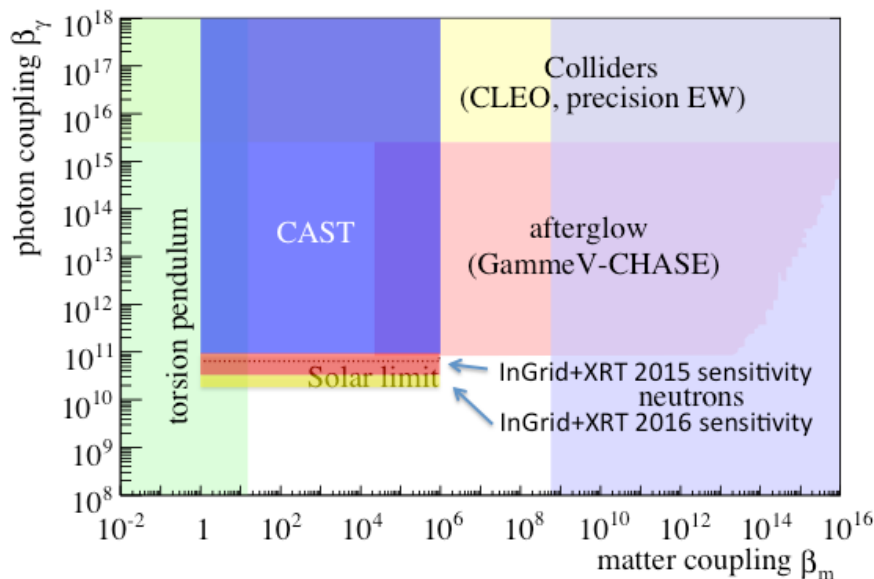 photon coupling βγ
10^18
10^17
10^16
10^15
10^14
10^13
10^12
10^11
10^10
10^9
10^8
Colliders
(CLEO, precision EW)
CAST
afterglow
(GammeV-CHASE)
torsion pendulum
Solar limit
InGrid+XRT 2015 sensitivity
neutrons
InGrid+XRT 2016 sensitivity
10^-2
1
10^2
10^4
10^6
10^8
10^10
10^12
10^14
10^16
matter coupling βm